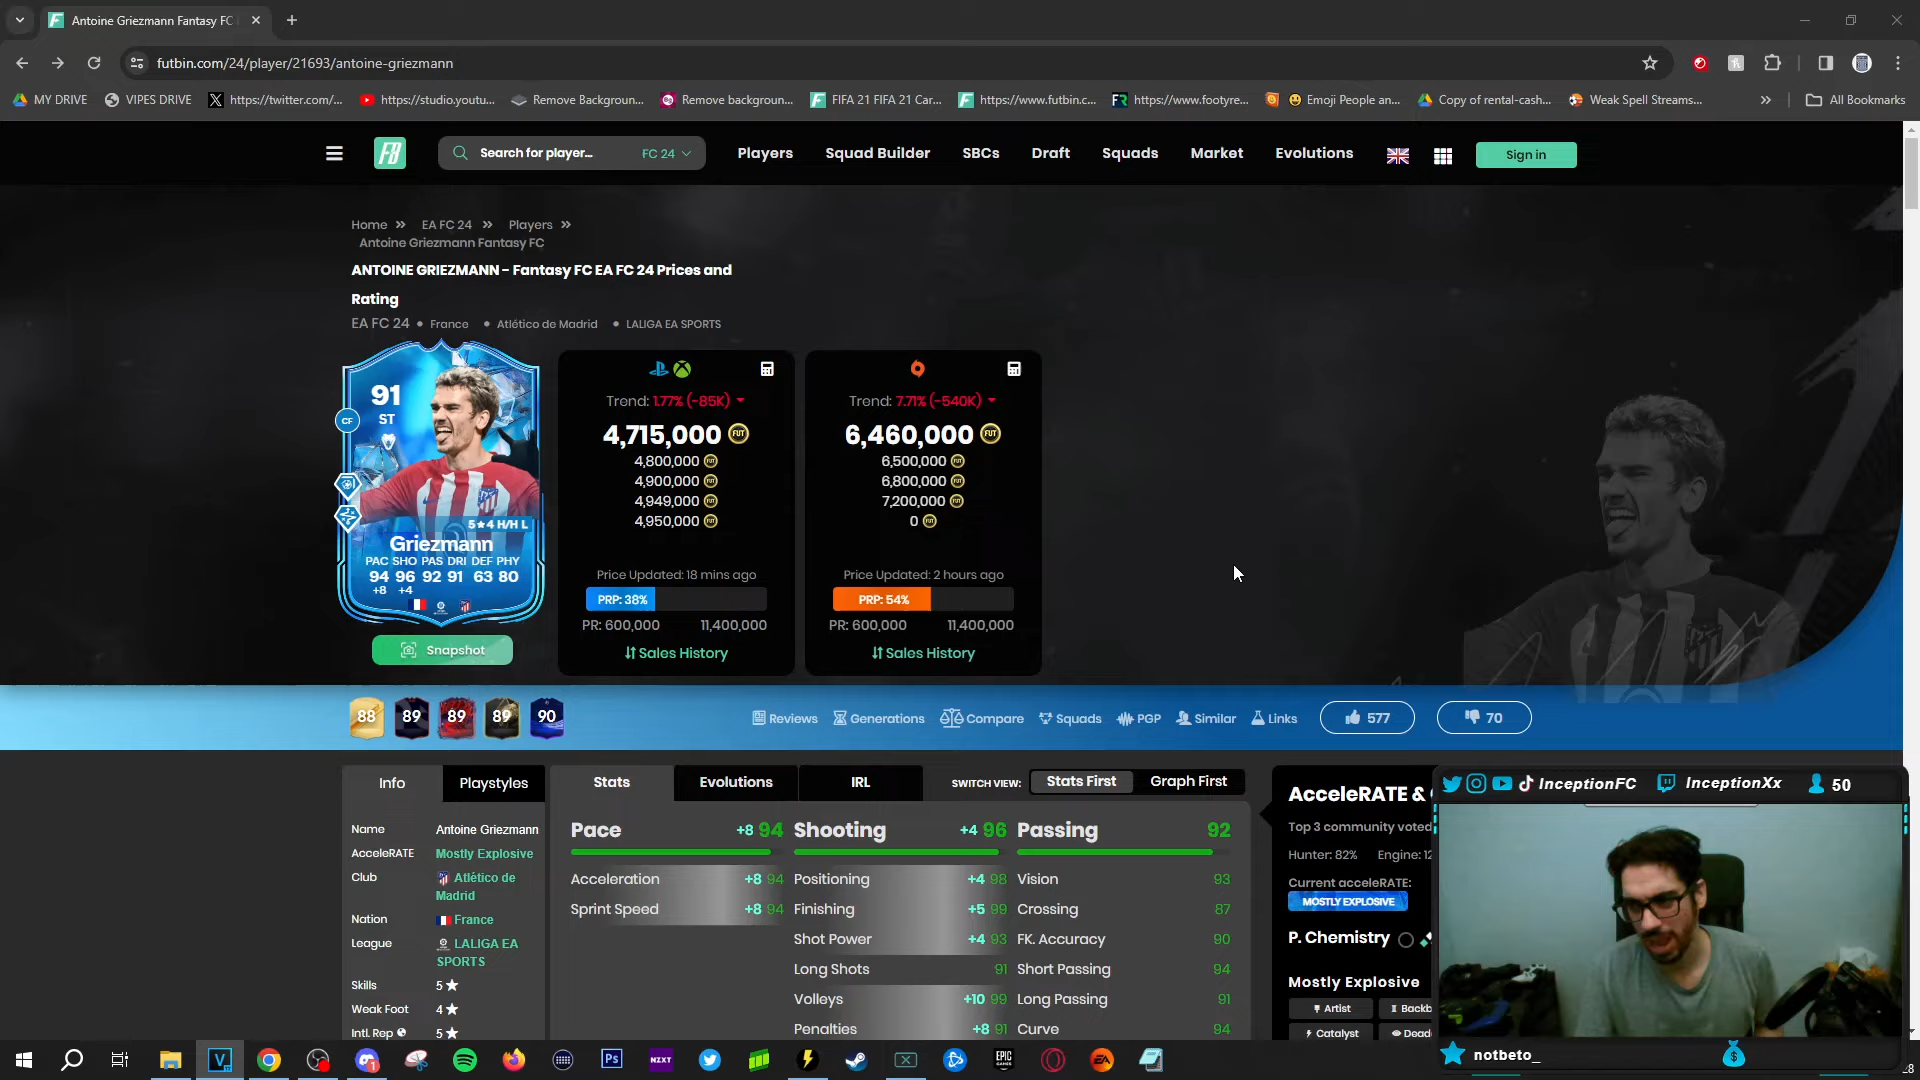 Antoine Griezmann Fantasy FC
futbin.com/24/player/21693/antoine-griezmann
MY DRIVE
VIPES DRIVE
https://twitter.com/...
https://studio.youtu...
Remove Backgroun...
Remove backgroun...
FIFA 21 FIFA 21 Car...
https://www.futbin.c...
FR
https://www.footyre...
Emoji People an...
Copy of rental-cash...
Weak Spell Streams...
All Bookmarks
FB
Search for player...
FC 24
Players
Squad Builder
SBCs
Draft
Squads
Market
Evolutions
Sign in
Home » EA FC 24 » Players »
Antoine Griezmann Fantasy FC
ANTOINE GRIEZMANN - Fantasy FC EA FC 24 Prices and
Rating
EA FC 24 • France • Atlético de Madrid • LALIGA EA SPORTS
91
ST
CF
5★4 H/H L
Griezmann
PAC SHO PAS DRI DEF PHY
94 96 92 91 63 80
+8 +4
Snapshot
Trend: 1.77% (-85K)
4,715,000 FUT
4,800,000
4,900,000
4,949,000
4,950,000
Price Updated: 18 mins ago
PRP: 38%
PR: 600,000 11,400,000
Sales History
Trend: 7.71% (-540K)
6,460,000 FUT
6,500,000
6,800,000
7,200,000
0
Price Updated: 2 hours ago
PRP: 54%
PR: 600,000 11,400,000
Sales History
88 89 89 89 90
Reviews
Generations
Compare
Squads
PGP
Similar
Links
577
70
Info
Playstyles
Name Antoine Griezmann
AcceleRATE Mostly Explosive
Club Atlético de
Madrid
Nation France
League LALIGA EA
SPORTS
Skills 5★
Weak Foot 4★
Intl. Rep 5★
Stats
Evolutions
IRL
SWITCH VIEW:
Stats First
Graph First
Pace +8 94
Acceleration +8 94
Sprint Speed +8 94
Shooting +4 96
Positioning +4 98
Finishing +5 99
Shot Power +4 93
Long Shots 91
Volleys +10 99
Penalties +8 91
Passing 92
Vision 93
Crossing 87
FK. Accuracy 90
Short Passing 94
Long Passing 91
Curve 94
AcceleRATE &
Top 3 community voted
Hunter: 82% Engine: 12
Current acceleRATE:
MOSTLY EXPLOSIVE
P. Chemistry
Mostly Explosive
Artist
Backb
Catalyst
Deade
InceptionFC
InceptionXx
50
notbeto_
Ps
NZXT
EPIC
GAMES
EA